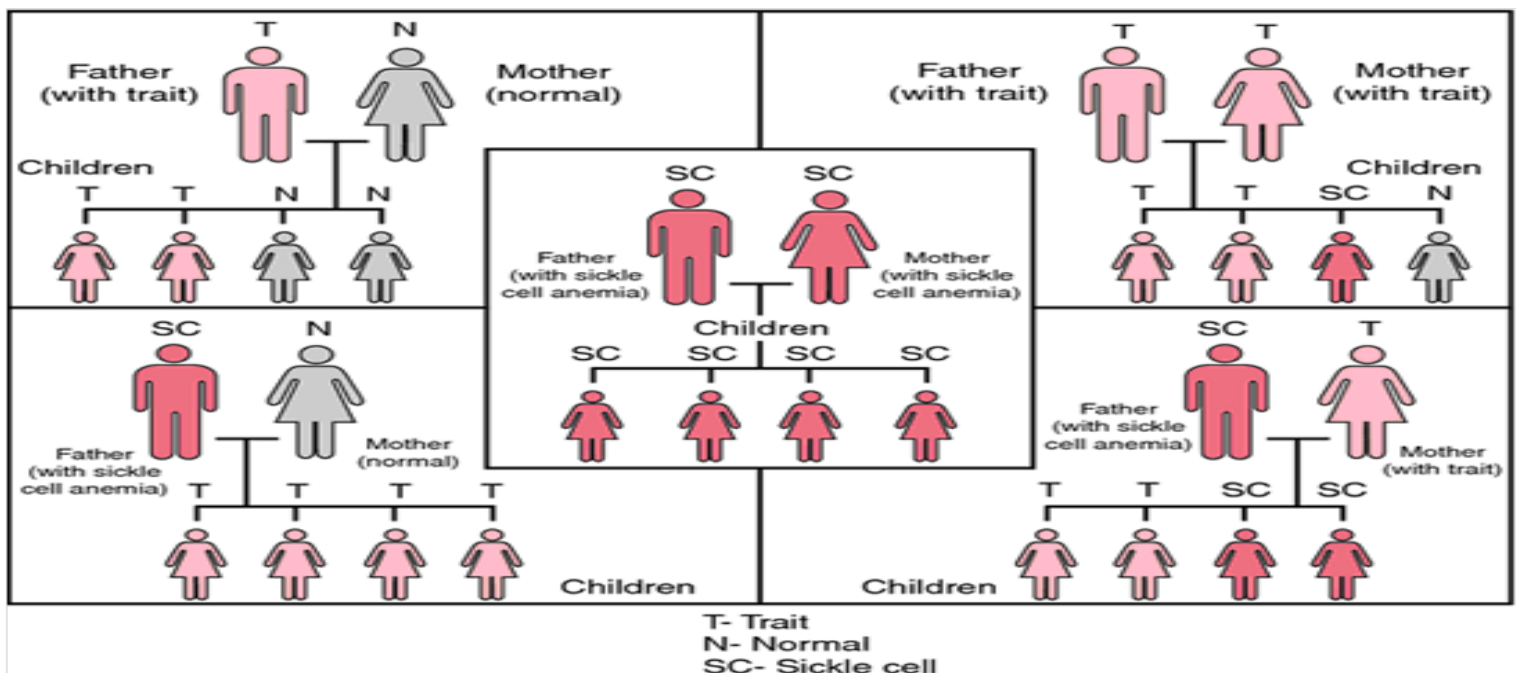 T N
Father
(with trait)
Mother
(normal)
Children
T T N N
T T
Father
(with trait)
Mother
(with trait)
Children
T T SC N
SC SC
Father
(with sickle
cell anemia)
Mother
(with sickle
cell anemia)
Children
SC SC SC SC
SC N
Father
(with sickle
cell anemia)
Mother
(normal)
T T T T
Children
SC T
Father
(with sickle
cell anemia)
Mother
(with trait)
T T SC SC
Children
T- Trait
N- Normal
SC- Sickle cell